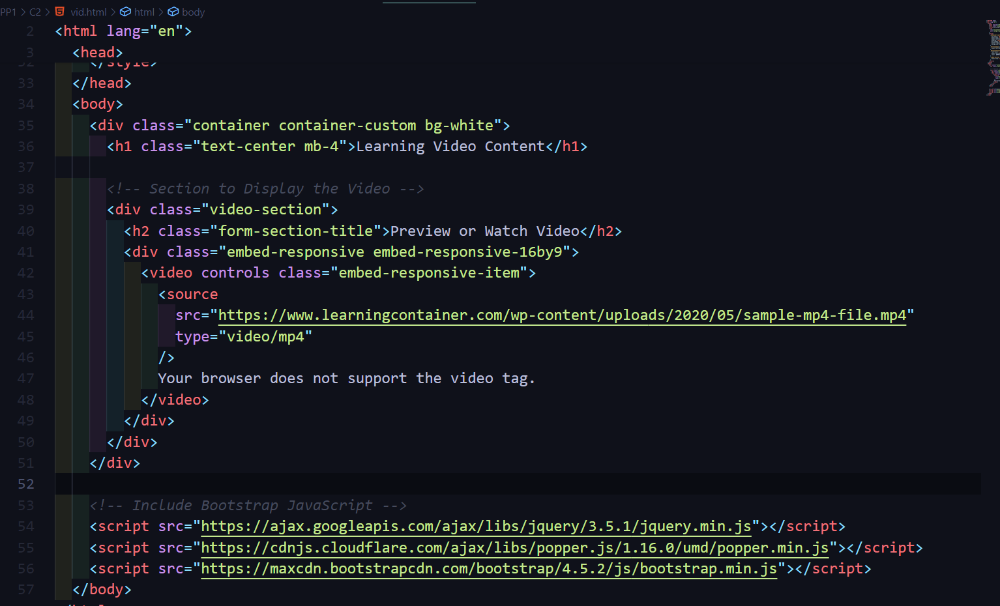 PP1 > C2 > vid.html > html > body
2 <html lang="en">
3 <head>
32 </style>
33 </head>
34 <body>
35 <div class="container container-custom bg-white">
36 <h1 class="text-center mb-4">Learning Video Content</h1>
37
38 <!-- Section to Display the Video -->
39 <div class="video-section">
40 <h2 class="form-section-title">Preview or Watch Video</h2>
41 <div class="embed-responsive embed-responsive-16by9">
42 <video controls class="embed-responsive-item">
43 <source
44 src="https://www.learningcontainer.com/wp-content/uploads/2020/05/sample-mp4-file.mp4"
45 type="video/mp4"
46 />
47 Your browser does not support the video tag.
48 </video>
49 </div>
50 </div>
51 </div>
52
53 <!-- Include Bootstrap JavaScript -->
54 <script src="https://ajax.googleapis.com/ajax/libs/jquery/3.5.1/jquery.min.js"></script>
55 <script src="https://cdnjs.cloudflare.com/ajax/libs/popper.js/1.16.0/umd/popper.min.js"></script>
56 <script src="https://maxcdn.bootstrapcdn.com/bootstrap/4.5.2/js/bootstrap.min.js"></script>
57 </body>